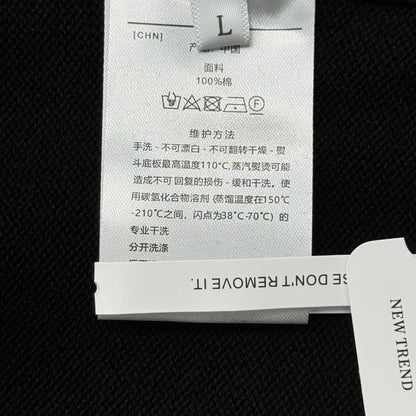 L
[CHN]
产地：中国
面料
100%棉
维护方法
手洗 - 不可漂白 - 不可翻转干燥 - 熨
斗底板最高温度110°C,蒸汽熨烫可能
造成不可回复的损伤 - 缓和干洗。使
用碳氢化合物溶剂 (蒸馏温度在150℃
-210℃之间，闪点为38℃-70℃）的
专业干洗
分开洗涤
SE DON'T REMOVE IT.
NEW TREND